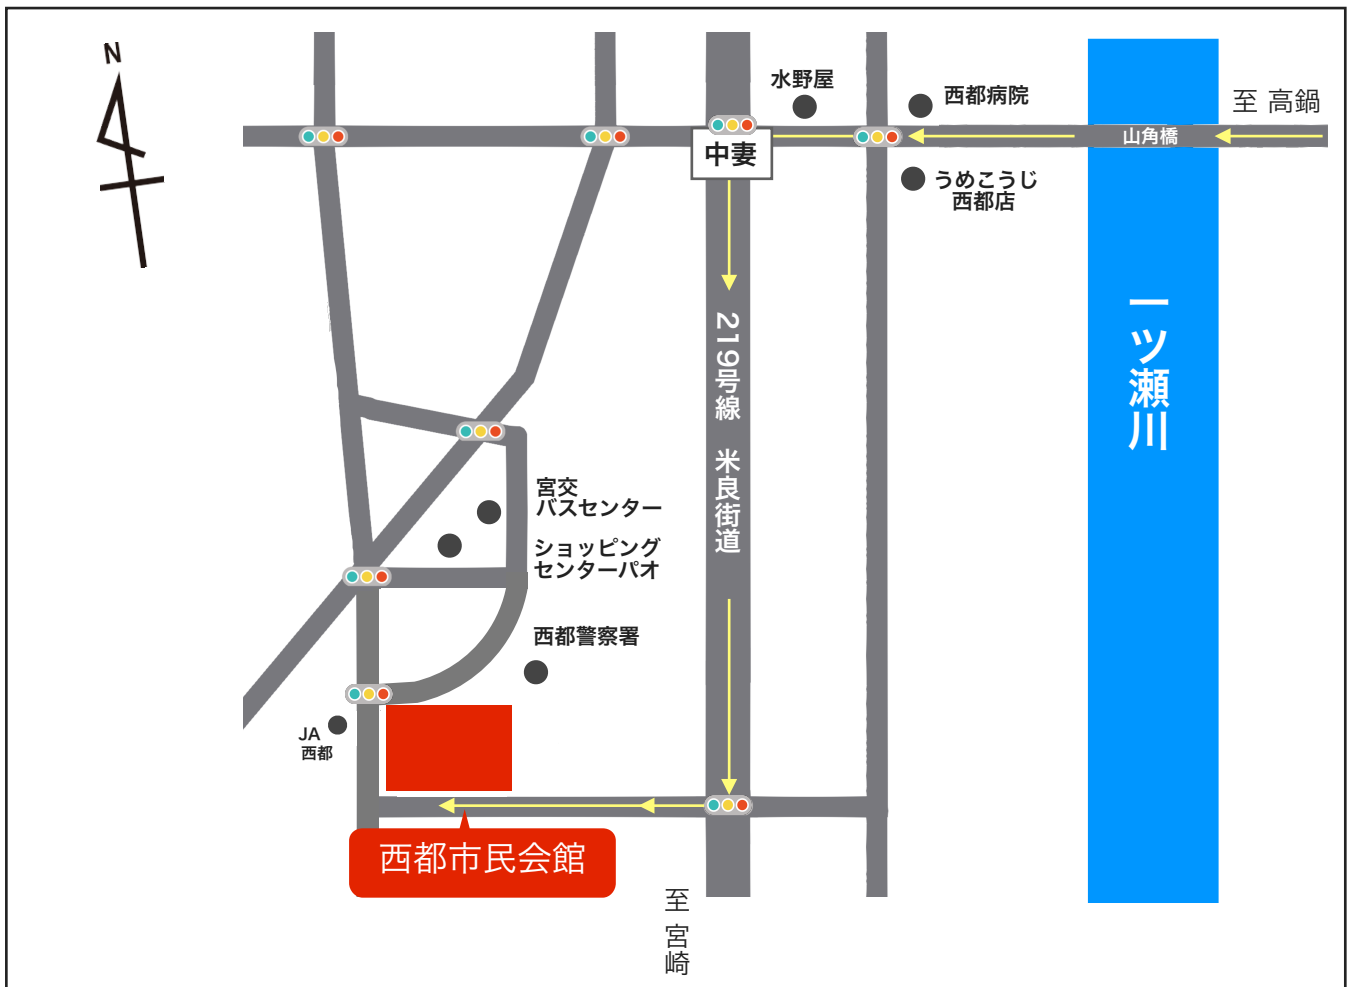 N
水野屋
西都病院
至 高鍋
山角橋
中妻
うめこうじ
西都店
一ツ瀬川
219号線 米良街道
宮交
バスセンター
ショッピング
センターパオ
西都警察署
JA
西都
西都市民会館
至 宮崎